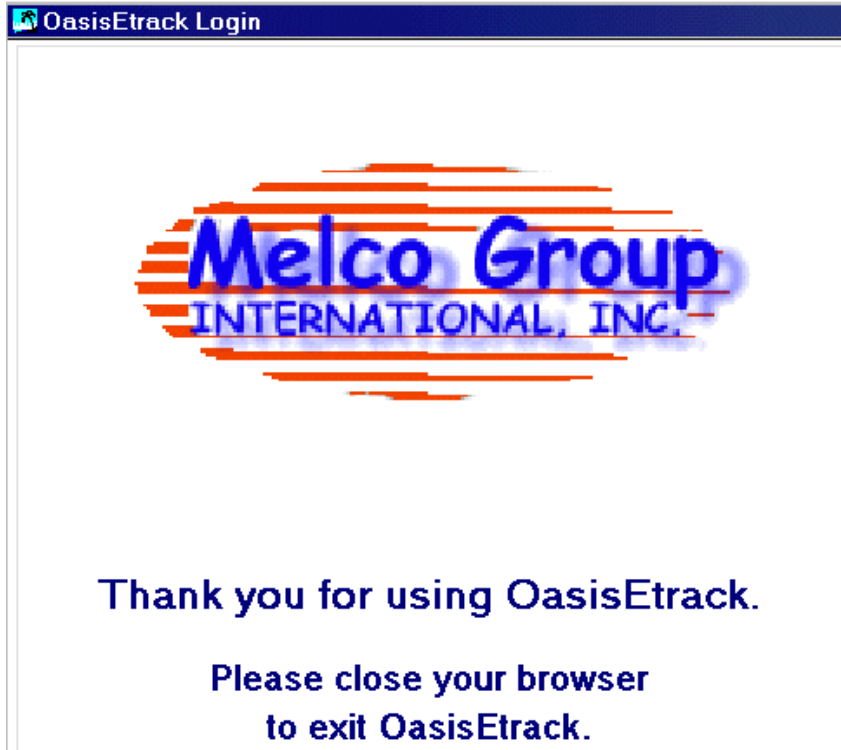 OasisEtrack Login
Melco Group
INTERNATIONAL, INC.
Thank you for using OasisEtrack.
Please close your browser
to exit OasisEtrack.